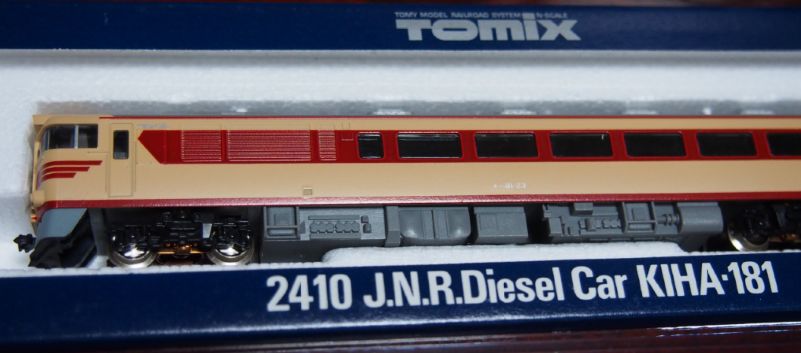 TOMY MODEL RAILROAD SYSTEM N-SCALE
TOMIX
2410 J.N.R.Diesel Car KIHA·181